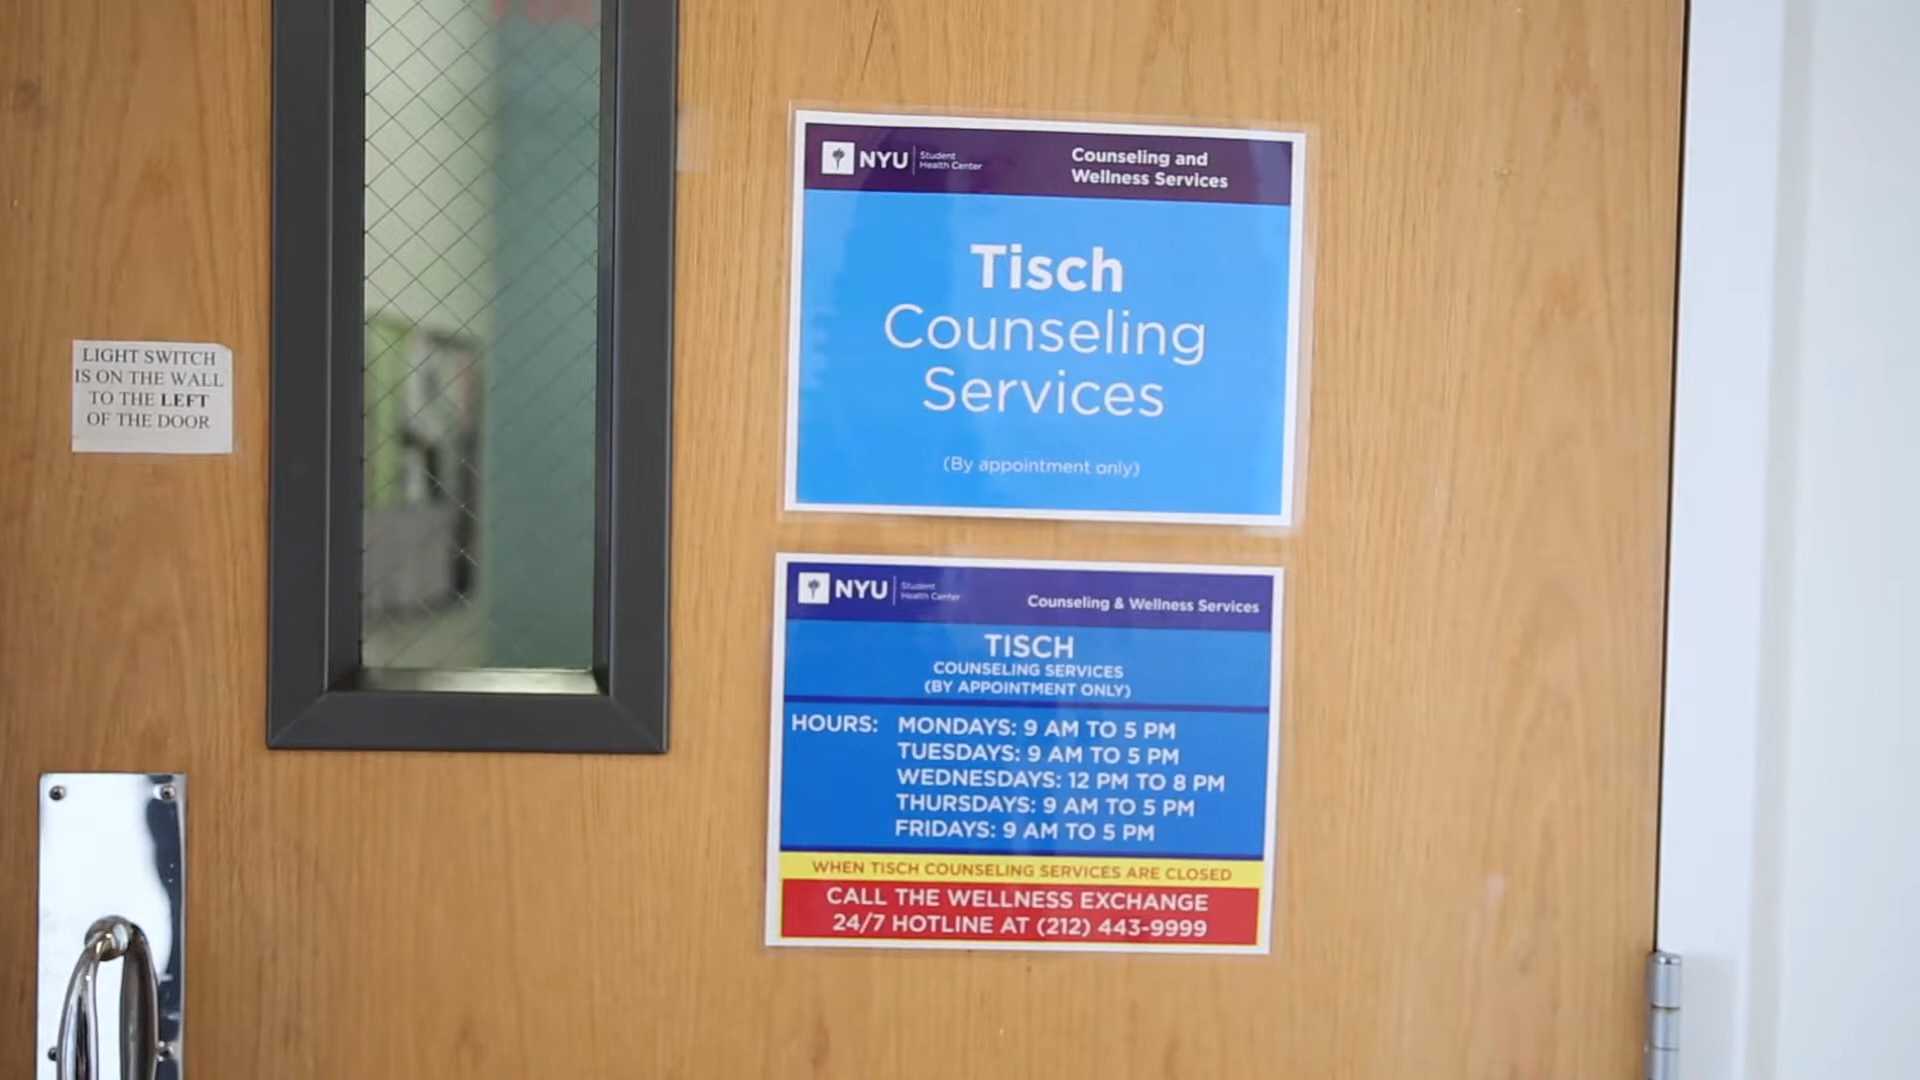 LIGHT SWITCH
IS ON THE WALL
TO THE LEFT
OF THE DOOR
NYU
Student
Health Center
Counseling and
Wellness Services
Tisch
Counseling
Services
(By appointment only)
NYU
Student
Health Center
Counseling & Wellness Services
TISCH
COUNSELING SERVICES
(BY APPOINTMENT ONLY)
HOURS: MONDAYS: 9 AM TO 5 PM
TUESDAYS: 9 AM TO 5 PM
WEDNESDAYS: 12 PM TO 8 PM
THURSDAYS: 9 AM TO 5 PM
FRIDAYS: 9 AM TO 5 PM
WHEN TISCH COUNSELING SERVICES ARE CLOSED
CALL THE WELLNESS EXCHANGE
24/7 HOTLINE AT (212) 443-9999